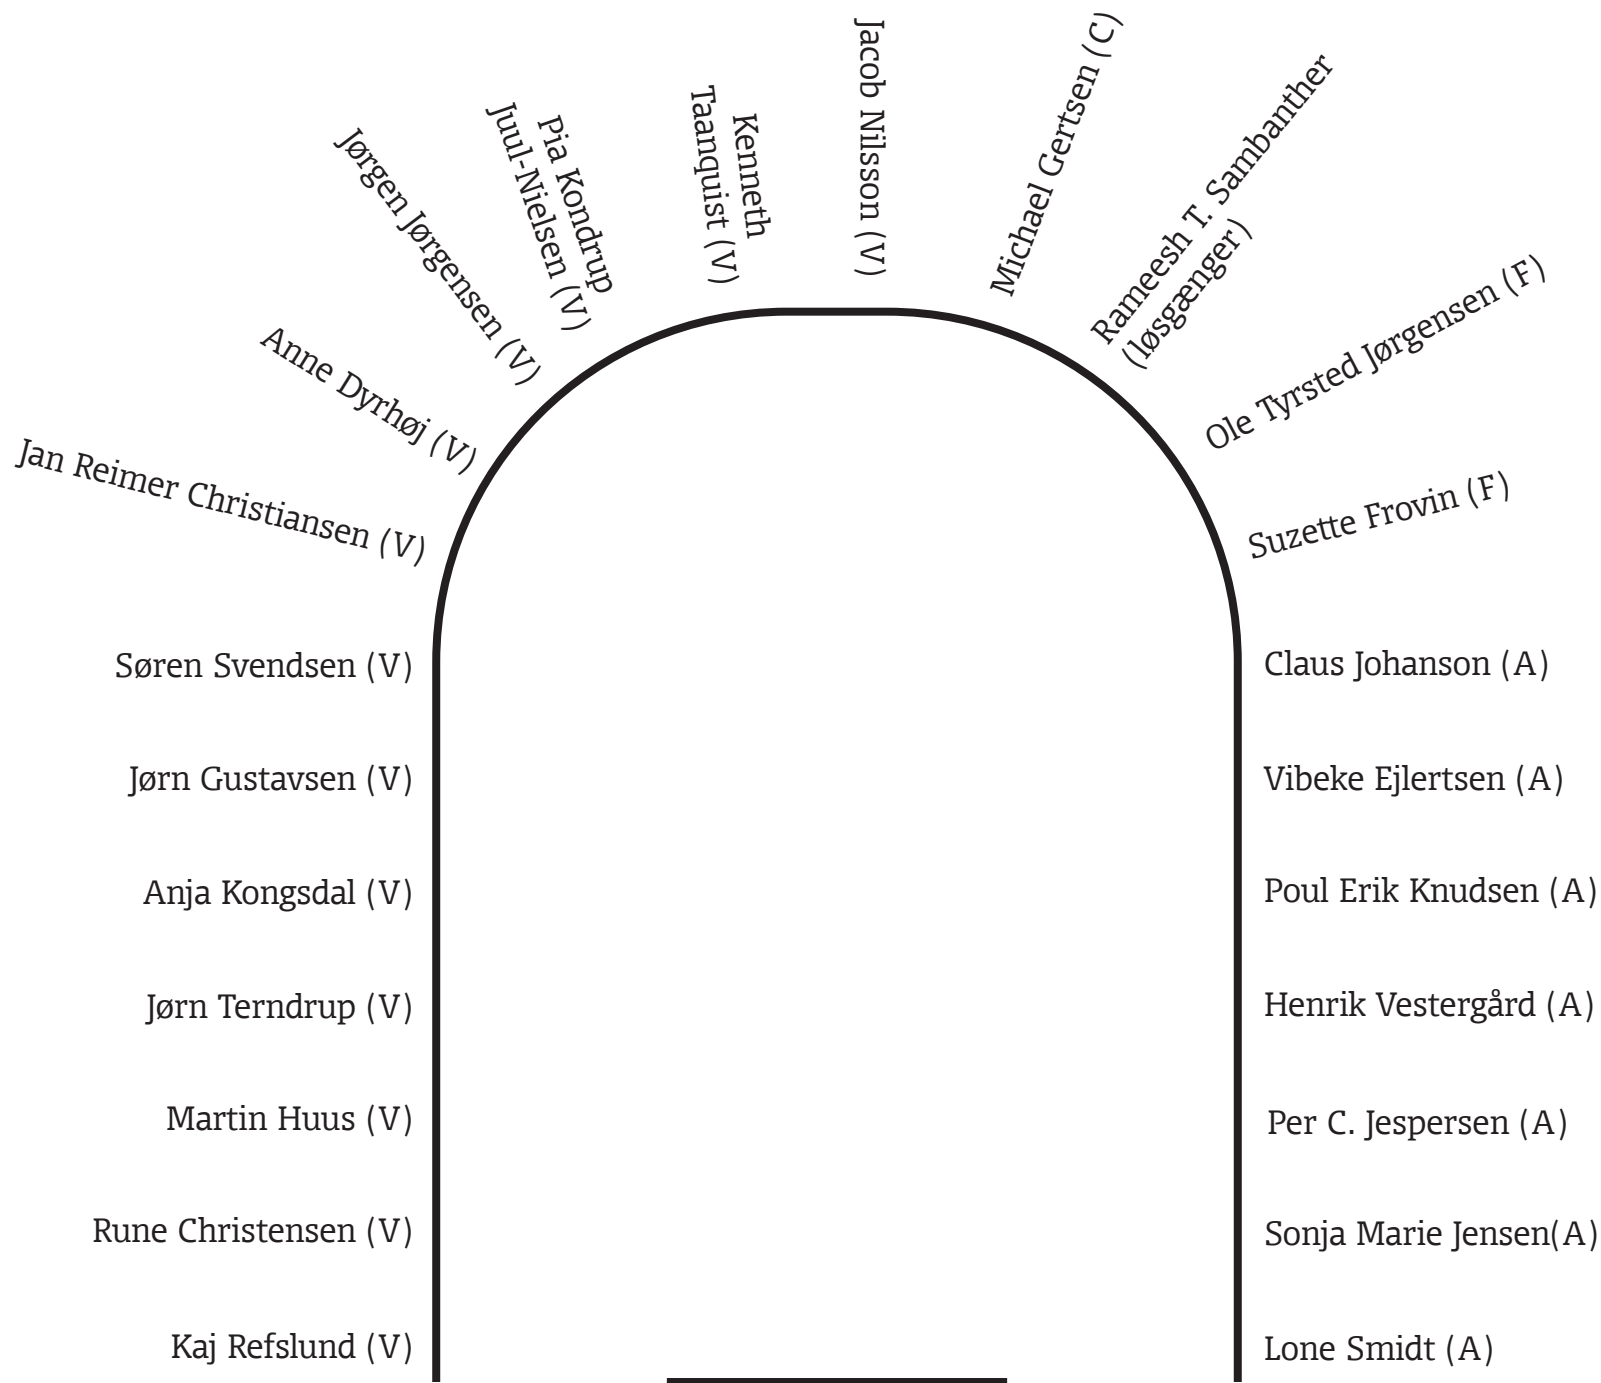 Jacob Nilsson (V)
Michael Gertsen (C)
Kenneth
Taanquist (V)
Rameesh T. Sambanther
(løsgænger)
Pia Kondrup
Juul-Nielsen (V)
Jørgen Jørgensen (V)
Ole Tyrsted Jørgensen (F)
Anne Dyrhøj (V)
Jan Reimer Christiansen (V)
Suzette Frovin (F)
Søren Svendsen (V)
Claus Johanson (A)
Jørn Gustavsen (V)
Vibeke Ejlertsen (A)
Anja Kongsdal (V)
Poul Erik Knudsen (A)
Jørn Terndrup (V)
Henrik Vestergård (A)
Martin Huus (V)
Per C. Jespersen (A)
Rune Christensen (V)
Sonja Marie Jensen(A)
Kaj Refslund (V)
Lone Smidt (A)